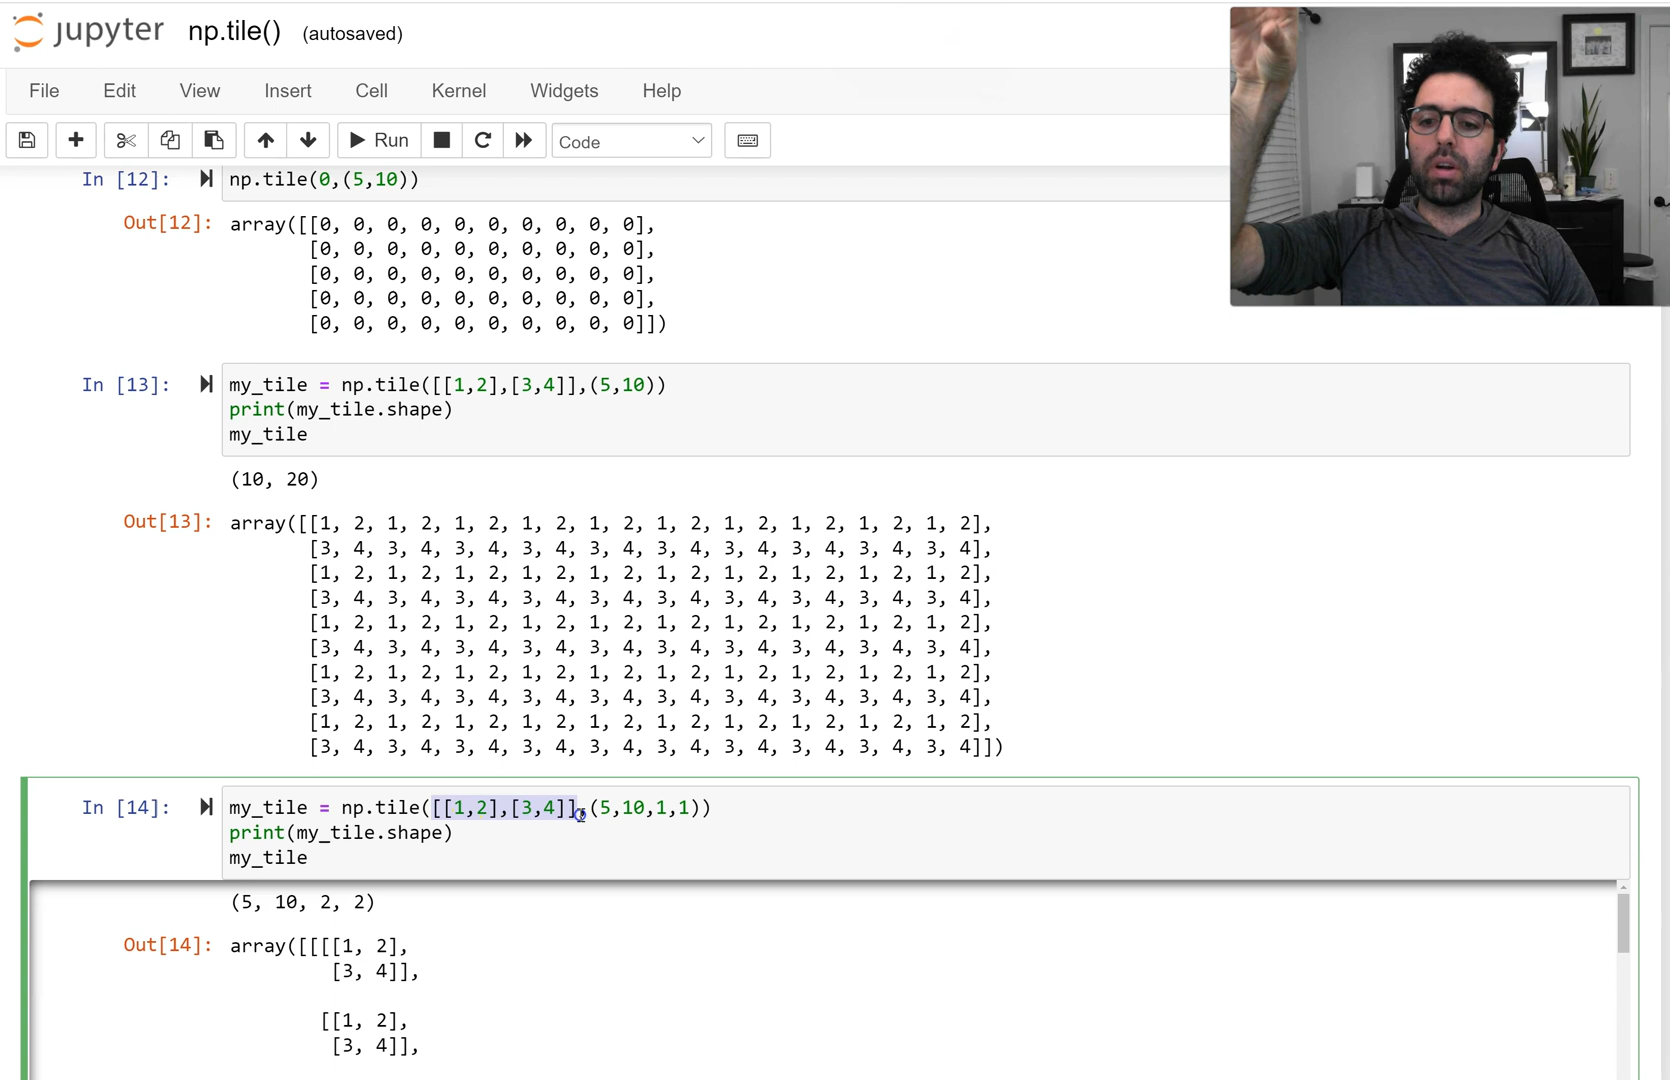 jupyter np.tile() (autosaved)
File Edit View Insert Cell Kernel Widgets Help
Run Code
In [12]: np.tile(0,(5,10))
Out[12]: array([[0, 0, 0, 0, 0, 0, 0, 0, 0, 0],
[0, 0, 0, 0, 0, 0, 0, 0, 0, 0],
[0, 0, 0, 0, 0, 0, 0, 0, 0, 0],
[0, 0, 0, 0, 0, 0, 0, 0, 0, 0],
[0, 0, 0, 0, 0, 0, 0, 0, 0, 0]])
In [13]: my_tile = np.tile([[1,2],[3,4]],(5,10))
print(my_tile.shape)
my_tile
(10, 20)
Out[13]: array([[1, 2, 1, 2, 1, 2, 1, 2, 1, 2, 1, 2, 1, 2, 1, 2, 1, 2, 1, 2],
[3, 4, 3, 4, 3, 4, 3, 4, 3, 4, 3, 4, 3, 4, 3, 4, 3, 4, 3, 4],
[1, 2, 1, 2, 1, 2, 1, 2, 1, 2, 1, 2, 1, 2, 1, 2, 1, 2, 1, 2],
[3, 4, 3, 4, 3, 4, 3, 4, 3, 4, 3, 4, 3, 4, 3, 4, 3, 4, 3, 4],
[1, 2, 1, 2, 1, 2, 1, 2, 1, 2, 1, 2, 1, 2, 1, 2, 1, 2, 1, 2],
[3, 4, 3, 4, 3, 4, 3, 4, 3, 4, 3, 4, 3, 4, 3, 4, 3, 4, 3, 4],
[1, 2, 1, 2, 1, 2, 1, 2, 1, 2, 1, 2, 1, 2, 1, 2, 1, 2, 1, 2],
[3, 4, 3, 4, 3, 4, 3, 4, 3, 4, 3, 4, 3, 4, 3, 4, 3, 4, 3, 4],
[1, 2, 1, 2, 1, 2, 1, 2, 1, 2, 1, 2, 1, 2, 1, 2, 1, 2, 1, 2],
[3, 4, 3, 4, 3, 4, 3, 4, 3, 4, 3, 4, 3, 4, 3, 4, 3, 4, 3, 4]])
In [14]: my_tile = np.tile([[1,2],[3,4]],(5,10,1,1))
print(my_tile.shape)
my_tile
(5, 10, 2, 2)
Out[14]: array([[[[1, 2],
[3, 4]],
[[1, 2],
[3, 4]],